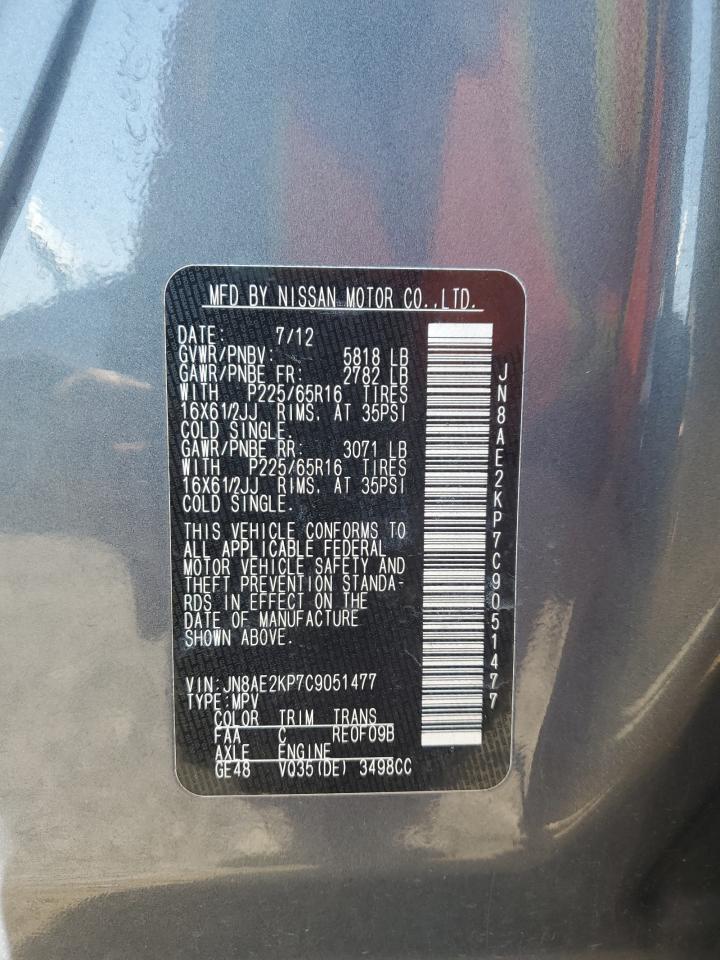 MFD BY NISSAN MOTOR CO.,LTD.
DATE: 7/12
GVWR/PNBV: 5818 LB
GAWR/PNBE FR: 2782 LB
WITH P225/65R16 TIRES
16X61/2JJ RIMS, AT 35PSI
COLD SINGLE.
GAWR/PNBE RR: 3071 LB
WITH P225/65R16 TIRES
16X61/2JJ RIMS, AT 35PSI
COLD SINGLE.
THIS VEHICLE CONFORMS TO
ALL APPLICABLE FEDERAL
MOTOR VEHICLE SAFETY AND
THEFT PREVENTION STANDA-
RDS IN EFFECT ON THE
DATE OF MANUFACTURE
SHOWN ABOVE.
VIN:JN8AE2KP7C9051477
TYPE:MPV
COLOR TRIM TRANS
FAA C RE0F09B
AXLE ENGINE
GE48 VQ35(DE) 3498CC
JN8AE2KP7C9051477